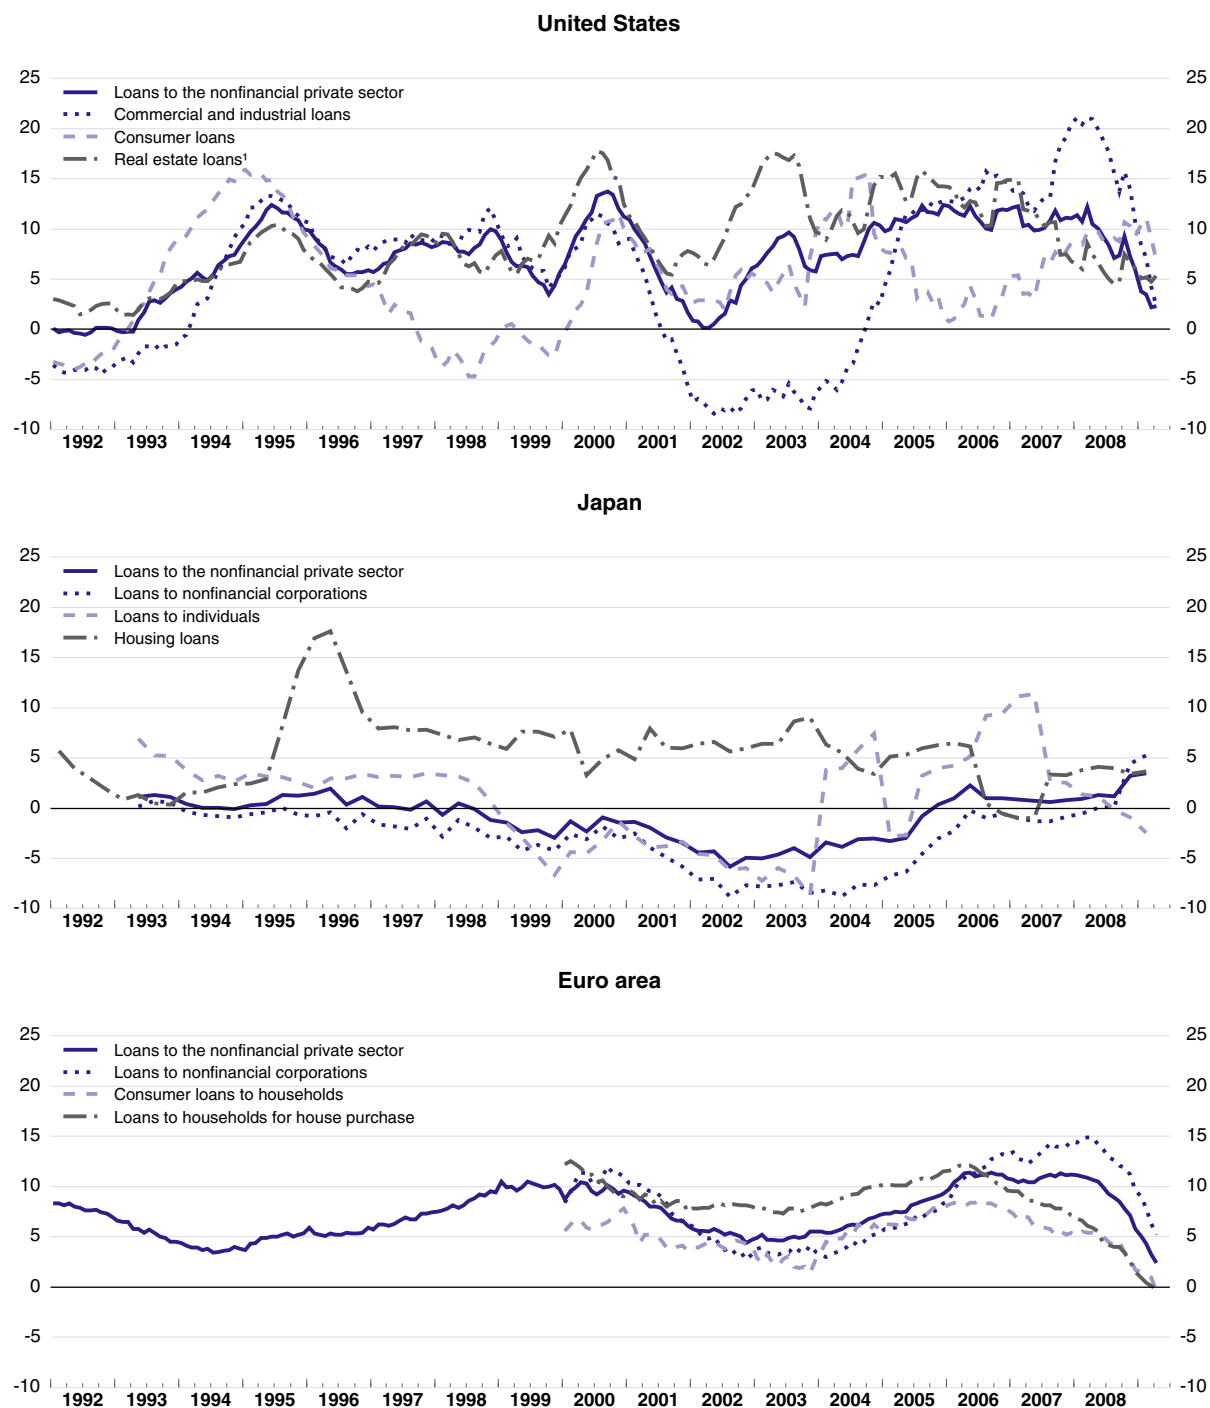 United States
25 25
Loans to the nonfinancial private sector
Commercial and industrial loans
20 20
Consumer loans
Real estate loans¹
15 15
10 10
5 5
0 0
-5 -5
-10 -10
1992 1993 1994 1995 1996 1997 1998 1999 2000 2001 2002 2003 2004 2005 2006 2007 2008
Japan
25 25
Loans to the nonfinancial private sector
Loans to nonfinancial corporations
20 20
Loans to individuals
Housing loans
15 15
10 10
5 5
0 0
-5 -5
-10 -10
1992 1993 1994 1995 1996 1997 1998 1999 2000 2001 2002 2003 2004 2005 2006 2007 2008
Euro area
25 25
Loans to the nonfinancial private sector
Loans to nonfinancial corporations
20 20
Consumer loans to households
Loans to households for house purchase
15 15
10 10
5 5
0 0
-5 -5
-10 -10
1992 1993 1994 1995 1996 1997 1998 1999 2000 2001 2002 2003 2004 2005 2006 2007 2008